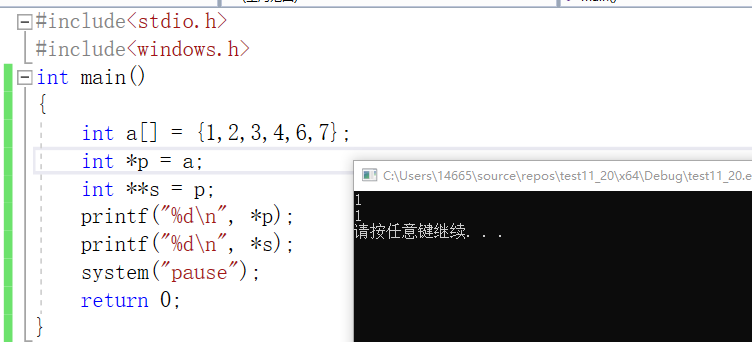 #include<stdio.h>
#include<windows.h>
int main()
{
int a[] = {1,2,3,4,6,7};
int *p = a;
int **s = p;
printf("%d\n", *p);
printf("%d\n", *s);
system("pause");
return 0;
}
C:\Users\14665\source\repos\test11_20\x64\Debug\test11_20.e
1
1
请按任意键继续. . .